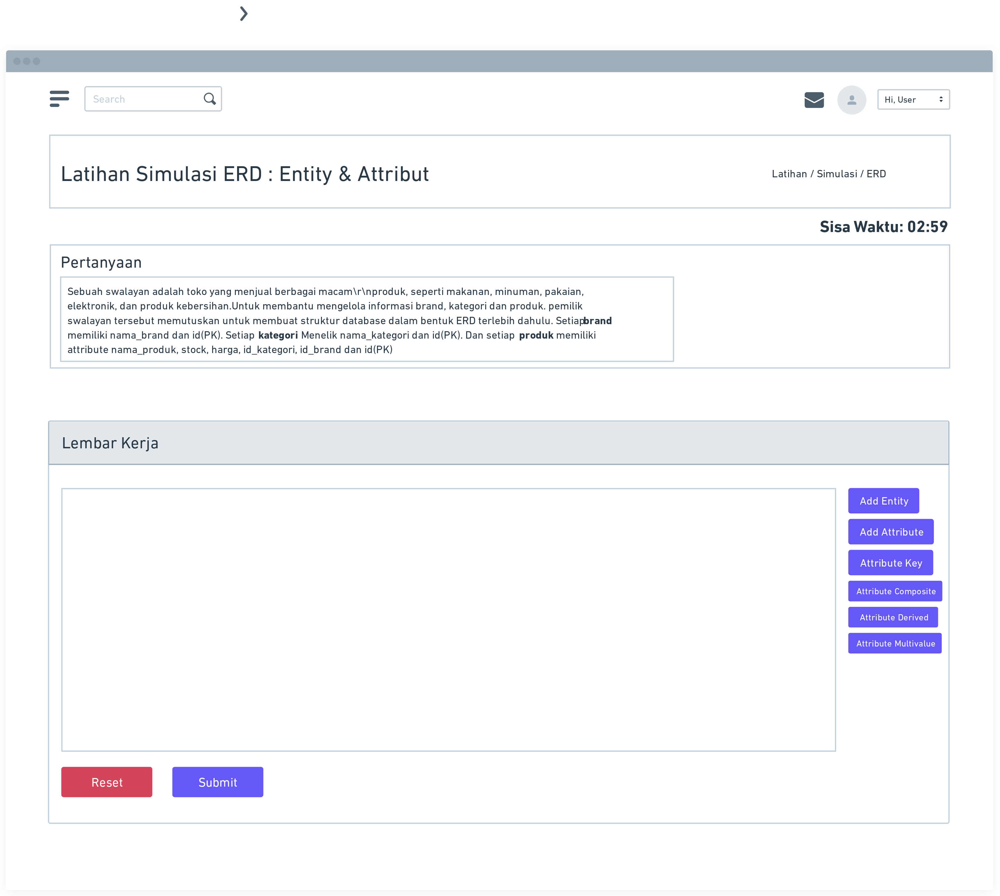 Search
Hi, User
Latihan Simulasi ERD : Entity & Attribut
Latihan / Simulasi / ERD
Sisa Waktu: 02:59
Pertanyaan
Sebuah swalayan adalah toko yang menjual berbagai macam\r\nproduk, seperti makanan, minuman, pakaian,
elektronik, dan produk kebersihan.Untuk membantu mengelola informasi brand, kategori dan produk. pemilik
swalayan tersebut memutuskan untuk membuat struktur database dalam bentuk ERD terlebih dahulu. Setiapbrand
memiliki nama_brand dan id(PK). Setiap kategori Menelik nama_kategori dan id(PK). Dan setiap produk memiliki
attribute nama_produk, stock, harga, id_kategori, id_brand dan id(PK)
Lembar Kerja
Add Entity
Add Attribute
Attribute Key
Attribute Composite
Attribute Derived
Attribute Multivalue
Reset
Submit